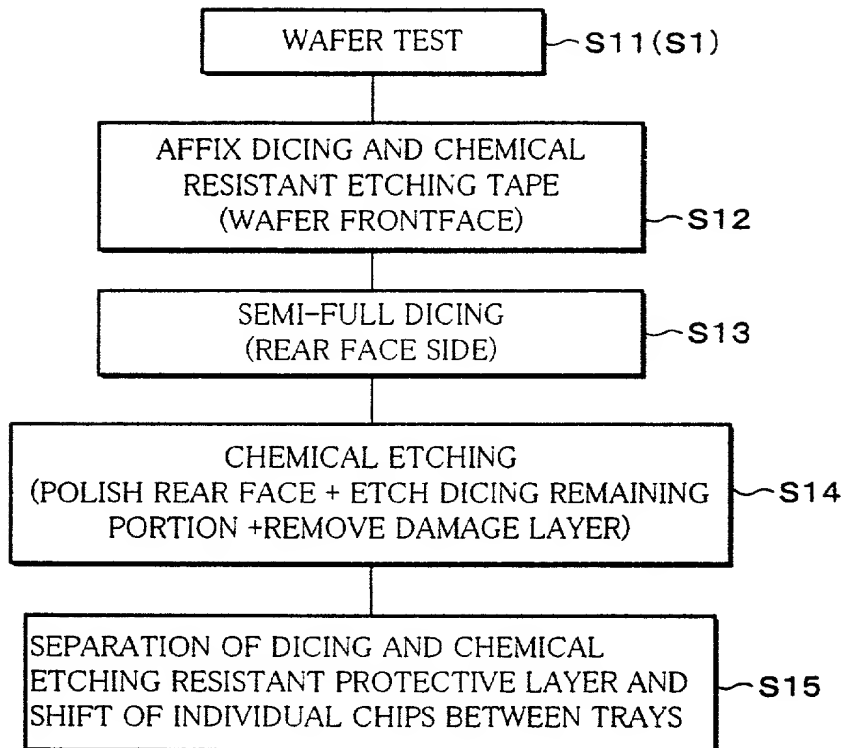 WAFER TEST
S11(S1)
AFFIX DICING AND CHEMICAL
RESISTANT ETCHING TAPE
(WAFER FRONTFACE)
S12
SEMI-FULL DICING
(REAR FACE SIDE)
S13
CHEMICAL ETCHING
(POLISH REAR FACE + ETCH DICING REMAINING
PORTION +REMOVE DAMAGE LAYER)
S14
SEPARATION OF DICING AND CHEMICAL
ETCHING RESISTANT PROTECTIVE LAYER AND
SHIFT OF INDIVIDUAL CHIPS BETWEEN TRAYS
S15